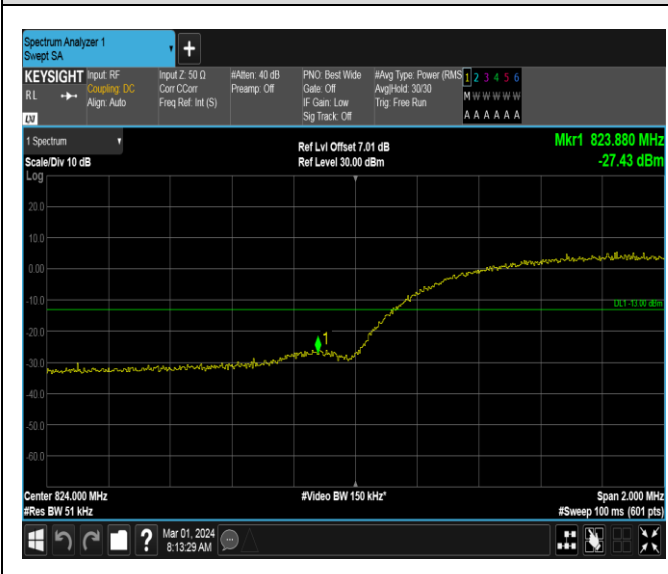 Spectrum Analyzer 1
Swept SA
KEYSIGHT
RL
LXI
Input: RF
Coupling: DC
Align: Auto
Input Z: 50 Ω
Corr CCorr
Freq Ref: Int (S)
#Atten: 40 dB
Preamp: Off
PNO: Best Wide
Gate: Off
IF Gain: Low
Sig Track: Off
#Avg Type: Power (RMS
Avg|Hold: 30/30
Trig: Free Run
1 2 3 4 5 6
M W W W W W
A A A A A A
1 Spectrum
Scale/Div 10 dB
Log
Ref Lvl Offset 7.01 dB
Ref Level 30.00 dBm
Mkr1 823.880 MHz
-27.43 dBm
20.0
10.0
0.00
-10.0
DL1 -13.00 dBm
-20.0
1
-30.0
-40.0
-50.0
-60.0
Center 824.000 MHz
#Video BW 150 kHz*
Span 2.000 MHz
#Res BW 51 kHz
#Sweep 100 ms (601 pts)
?
Mar 01, 2024
8:13:29 AM